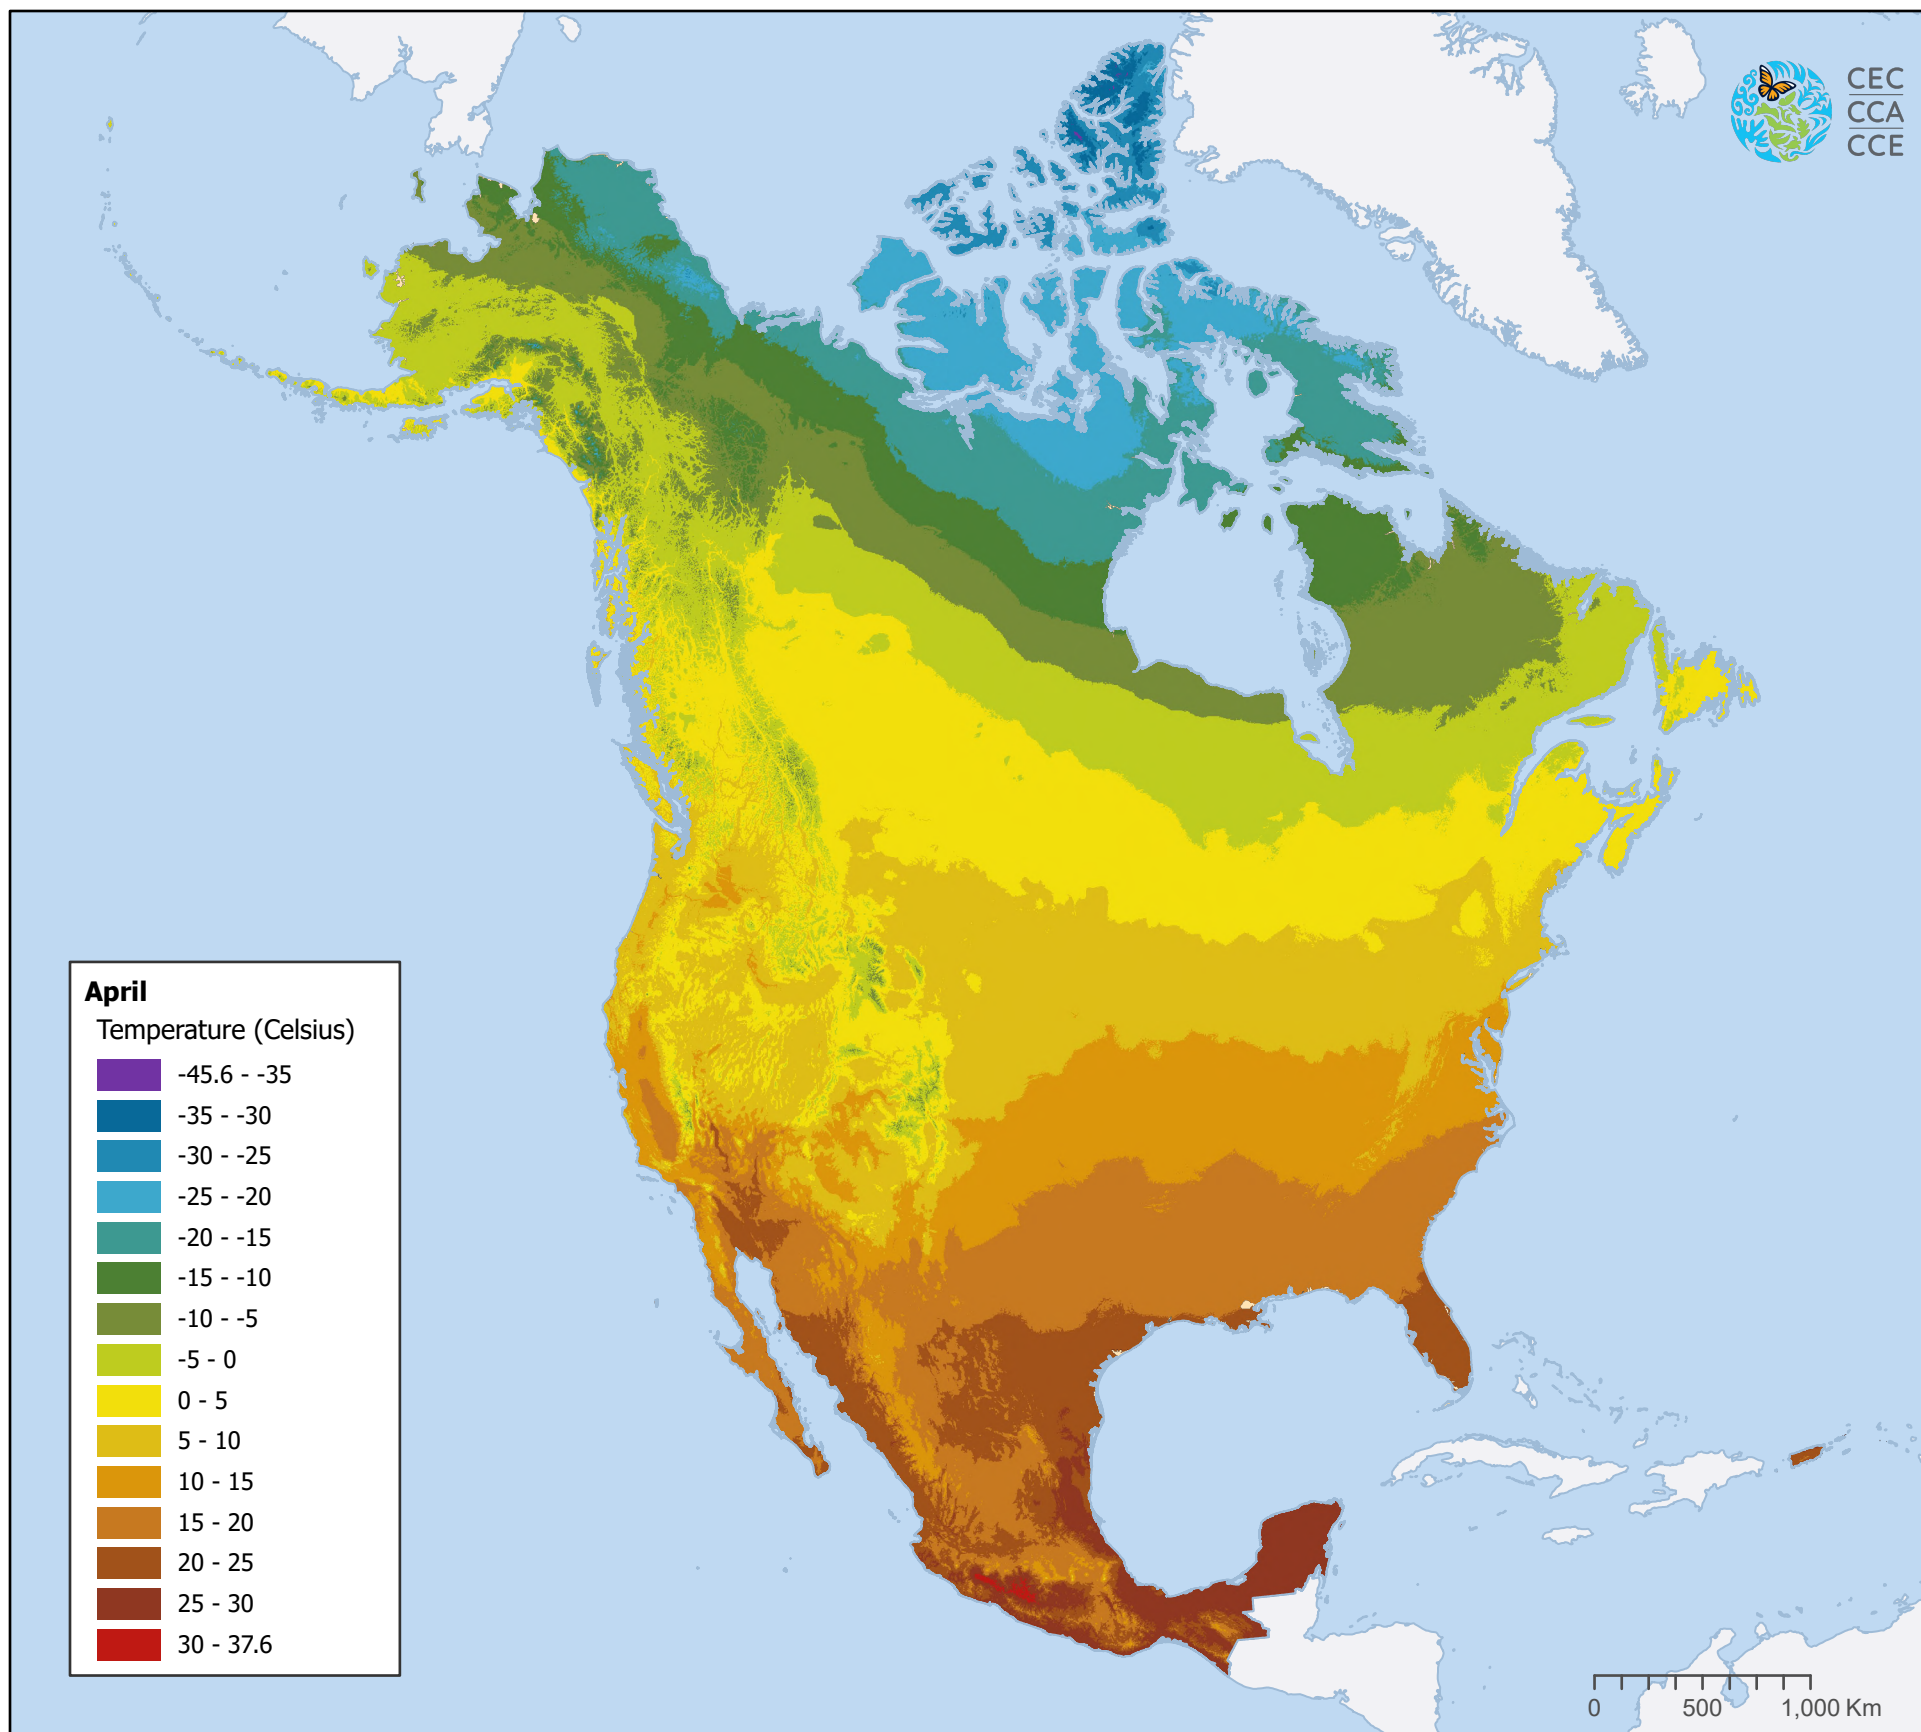 CEC
CCA
CCE
April
Temperature (Celsius)
-45.6 - -35
-35 - -30
-30 - -25
-25 - -20
-20 - -15
-15 - -10
-10 - -5
-5 - 0
0 - 5
5 - 10
10 - 15
15 - 20
20 - 25
25 - 30
30 - 37.6
0 500 1,000 Km